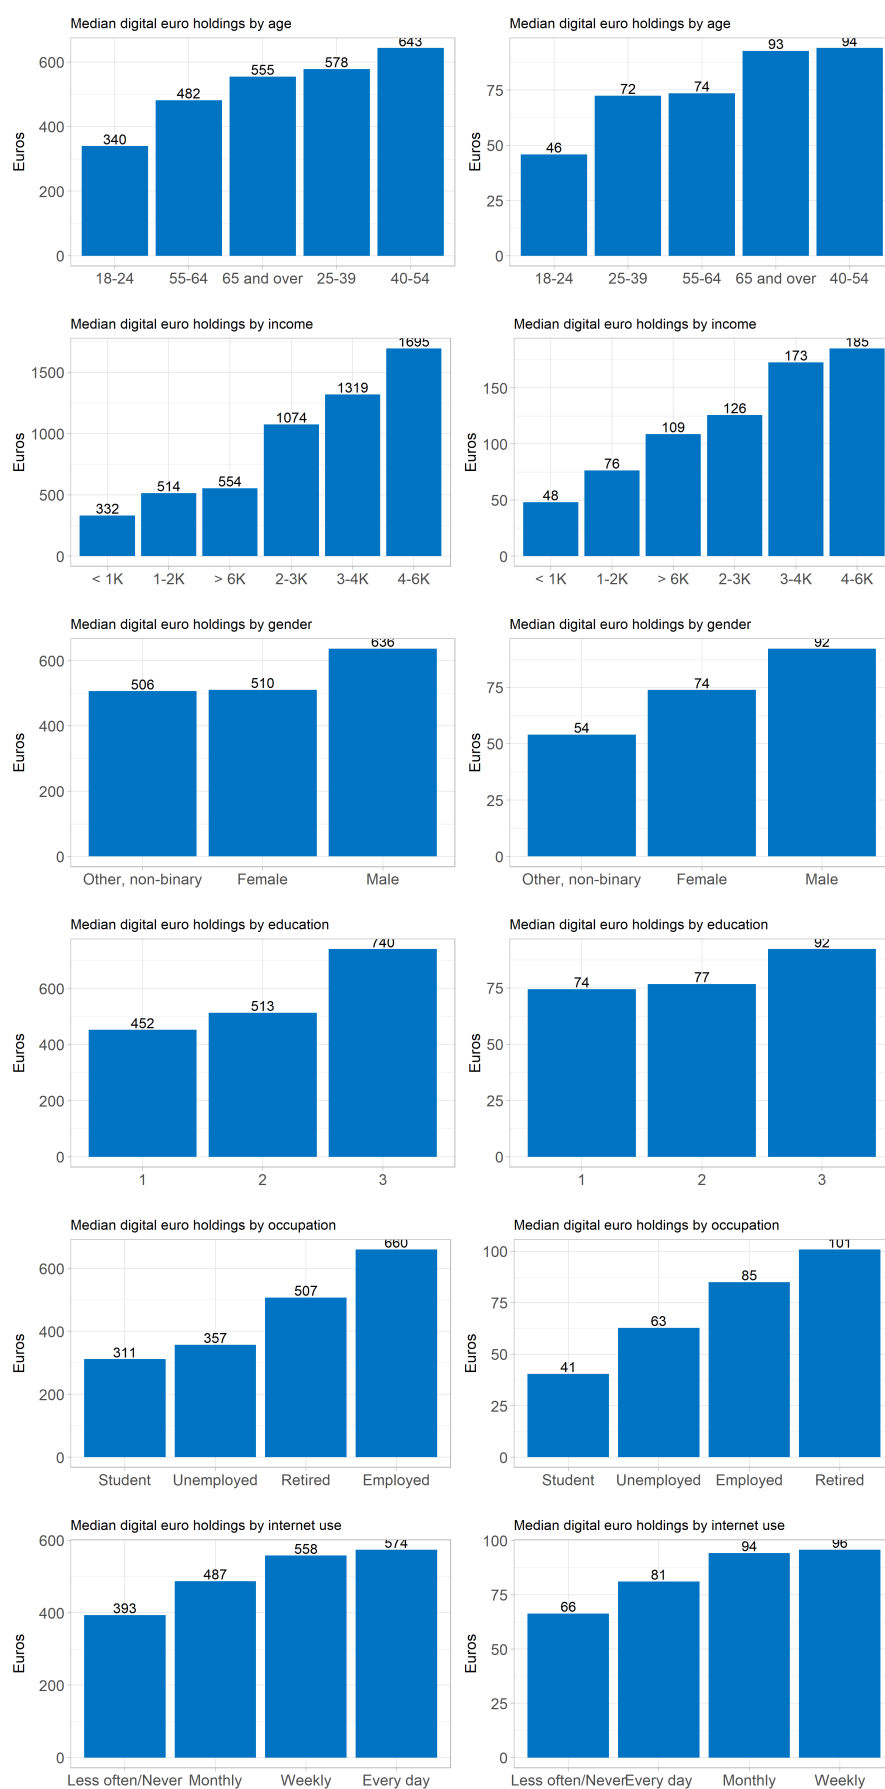 Median digital euro holdings by age
Euros
600
400
200
0
340
482
555
578
643
18-24
55-64
65 and over
25-39
40-54
Median digital euro holdings by age
Euros
75
50
25
0
46
72
74
93
94
18-24
25-39
55-64
65 and over
40-54
Median digital euro holdings by income
Euros
1500
1000
500
0
332
514
554
1074
1319
1695
< 1K
1-2K
> 6K
2-3K
3-4K
4-6K
Median digital euro holdings by income
Euros
150
100
50
0
48
76
109
126
173
185
< 1K
1-2K
> 6K
2-3K
3-4K
4-6K
Median digital euro holdings by gender
Euros
600
400
200
0
506
510
636
Other, non-binary
Female
Male
Median digital euro holdings by gender
Euros
75
50
25
0
54
74
92
Other, non-binary
Female
Male
Median digital euro holdings by education
Euros
600
400
200
0
452
513
740
1
2
3
Median digital euro holdings by education
Euros
75
50
25
0
74
77
92
1
2
3
Median digital euro holdings by occupation
Euros
600
400
200
0
311
357
507
660
Student
Unemployed
Retired
Employed
Median digital euro holdings by occupation
Euros
100
75
50
25
0
41
63
85
101
Student
Unemployed
Employed
Retired
Median digital euro holdings by internet use
Euros
600
400
200
0
393
487
558
574
Less often/Never
Monthly
Weekly
Every day
Median digital euro holdings by internet use
Euros
100
75
50
25
0
66
81
94
96
Less often/Never
Every day
Monthly
Weekly